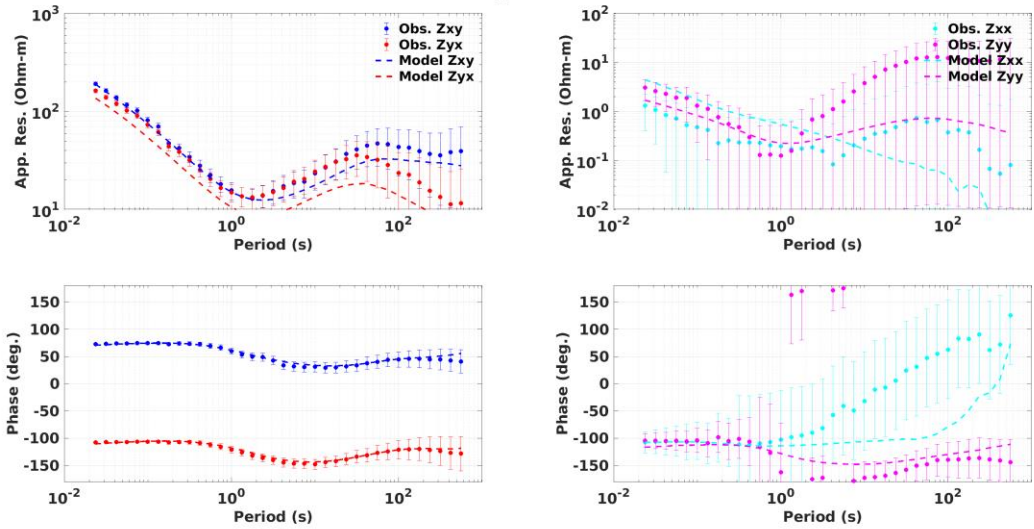 App. Res. (Ohm-m)
10^3
10^2
10^1
Obs. Zxy
Obs. Zyx
Model Zxy
Model Zyx
10^-2
10^0
10^2
Period (s)
App. Res. (Ohm-m)
10^2
10^1
10^0
10^-1
10^-2
Obs. Zxx
Obs. Zyy
Model Zxx
Model Zyy
10^-2
10^0
10^2
Period (s)
Phase (deg.)
150
100
50
0
-50
-100
-150
10^-2
10^0
10^2
Period (s)
Phase (deg.)
150
100
50
0
-50
-100
-150
10^-2
10^0
10^2
Period (s)